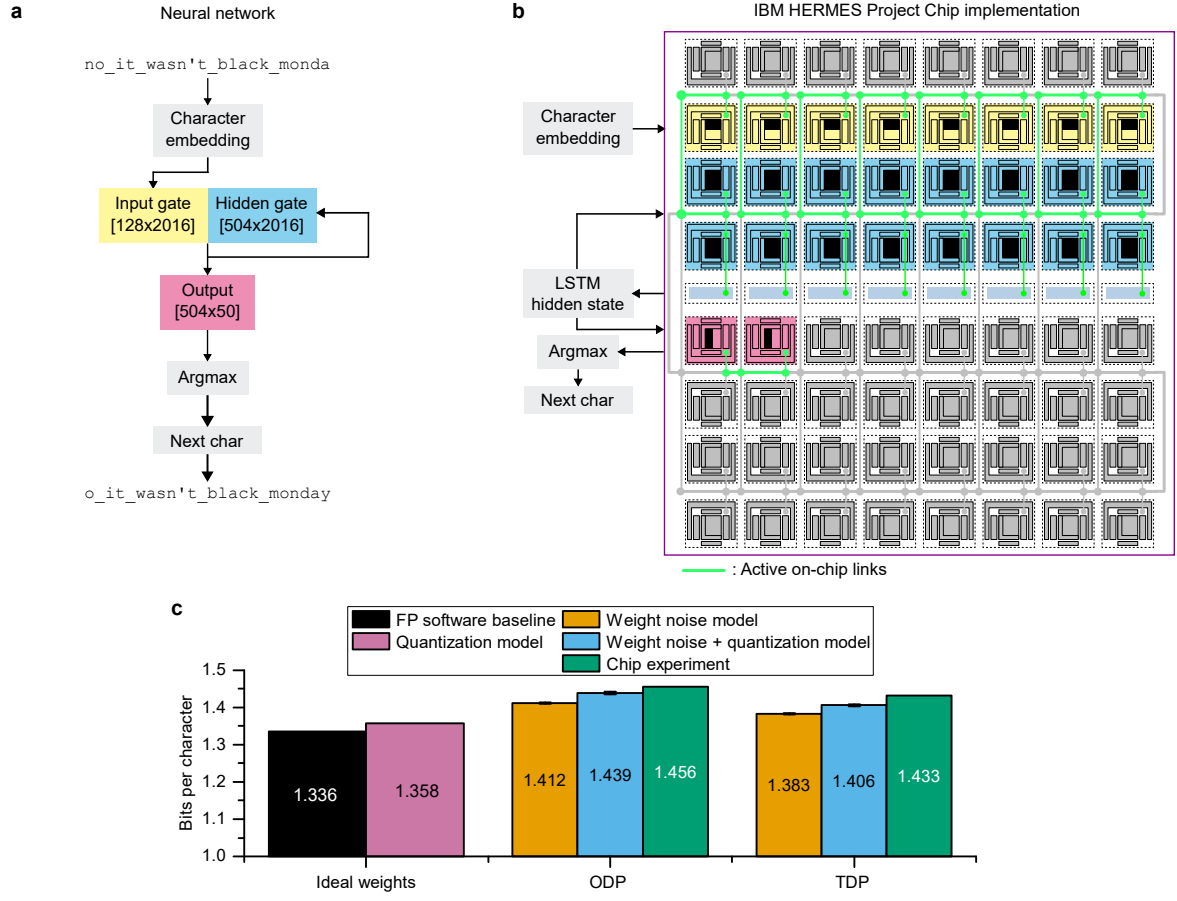 a
Neural network
no_it_wasn't_black_monda
Character
embedding
Input gate
[128x2016]
Hidden gate
[504x2016]
Output
[504x50]
Argmax
Next char
o_it_wasn't_black_monday
b
IBM HERMES Project Chip implementation
Character
embedding
LSTM
hidden state
Argmax
Next char
: Active on-chip links
c
FP software baseline
Quantization model
Weight noise model
Weight noise + quantization model
Chip experiment
Bits per character
1.5
1.4
1.3
1.2
1.1
1.0
1.336
1.358
1.412
1.439
1.456
1.383
1.406
1.433
Ideal weights
ODP
TDP